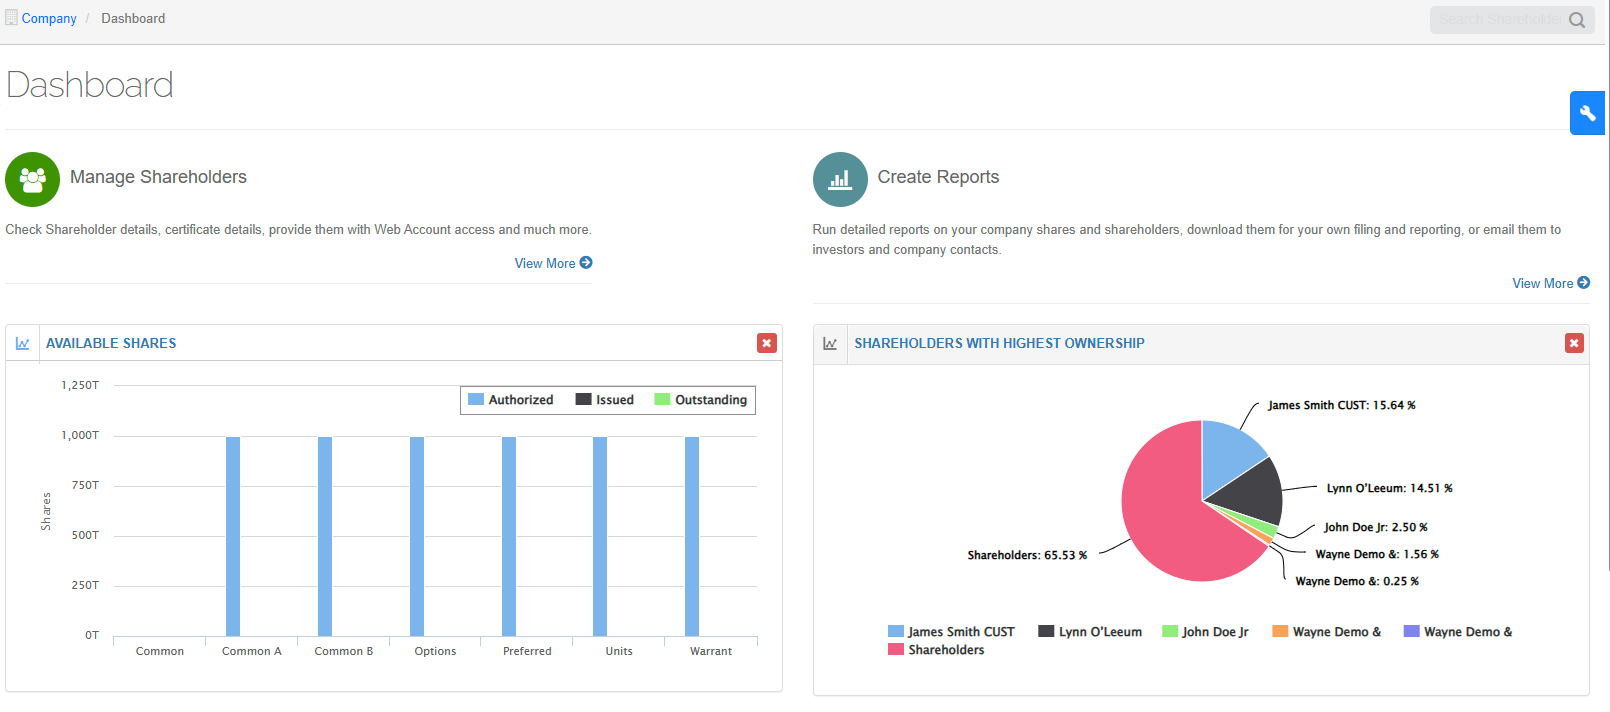 Company / Dashboard
Search Shareholder
Dashboard
Manage Shareholders
Check Shareholder details, certificate details, provide them with Web Account access and much more.
View More
Create Reports
Run detailed reports on your company shares and shareholders, download them for your own filing and reporting, or email them to
investors and company contacts.
View More
AVAILABLE SHARES
Authorized Issued Outstanding
1,250T
1,000T
750T
500T
250T
0T
Shares
Common Common A Common B Options Preferred Units Warrant
SHAREHOLDERS WITH HIGHEST OWNERSHIP
James Smith CUST: 15.64 %
Lynn O'Leeum: 14.51 %
John Doe Jr: 2.50 %
Wayne Demo &: 1.56 %
Wayne Demo &: 0.25 %
Shareholders: 65.53 %
James Smith CUST Lynn O'Leeum John Doe Jr Wayne Demo & Wayne Demo &
Shareholders